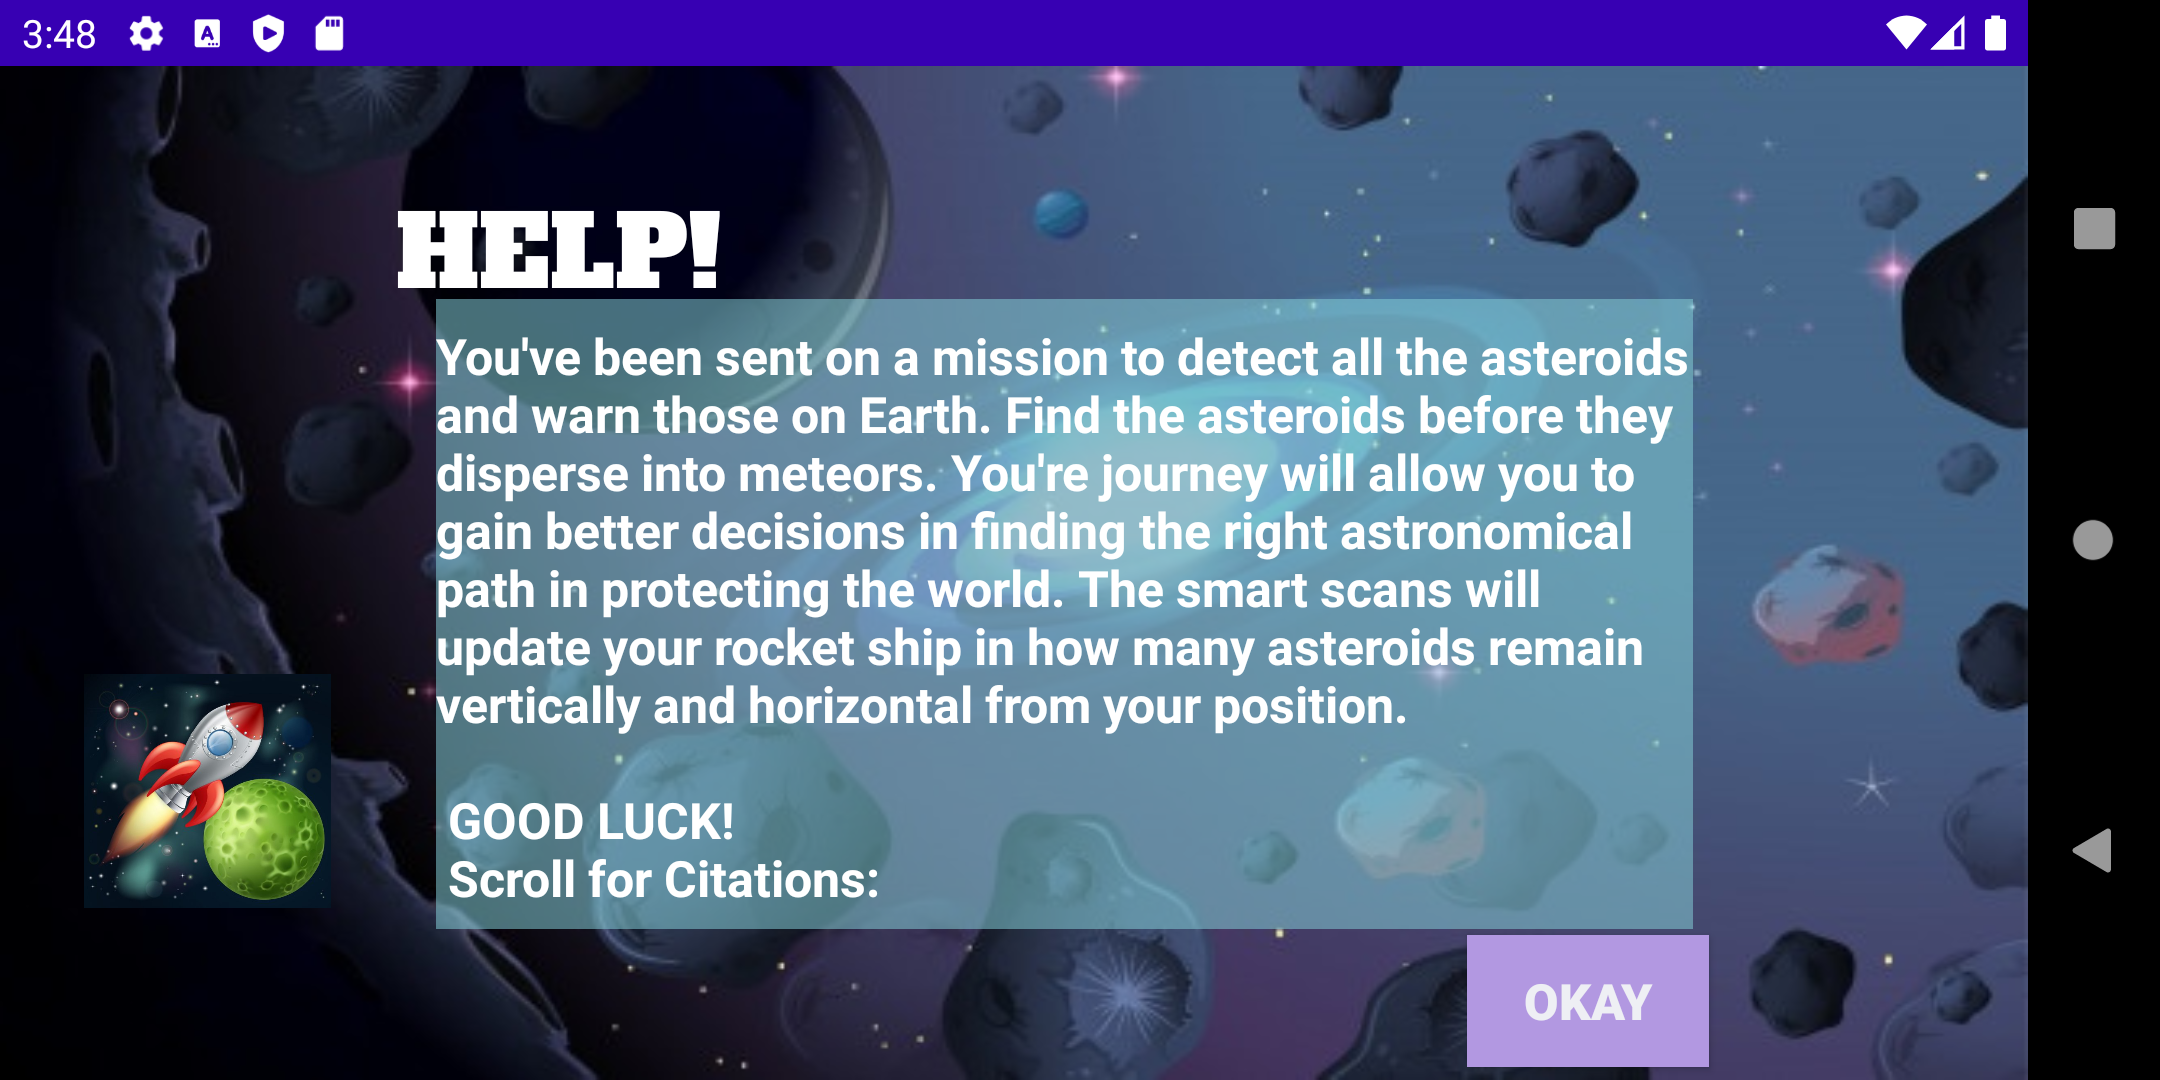 3:48
HELP!
You've been sent on a mission to detect all the asteroids
and warn those on Earth. Find the asteroids before they
disperse into meteors. You're journey will allow you to
gain better decisions in finding the right astronomical
path in protecting the world. The smart scans will
update your rocket ship in how many asteroids remain
vertically and horizontal from your position.
GOOD LUCK!
Scroll for Citations:
OKAY